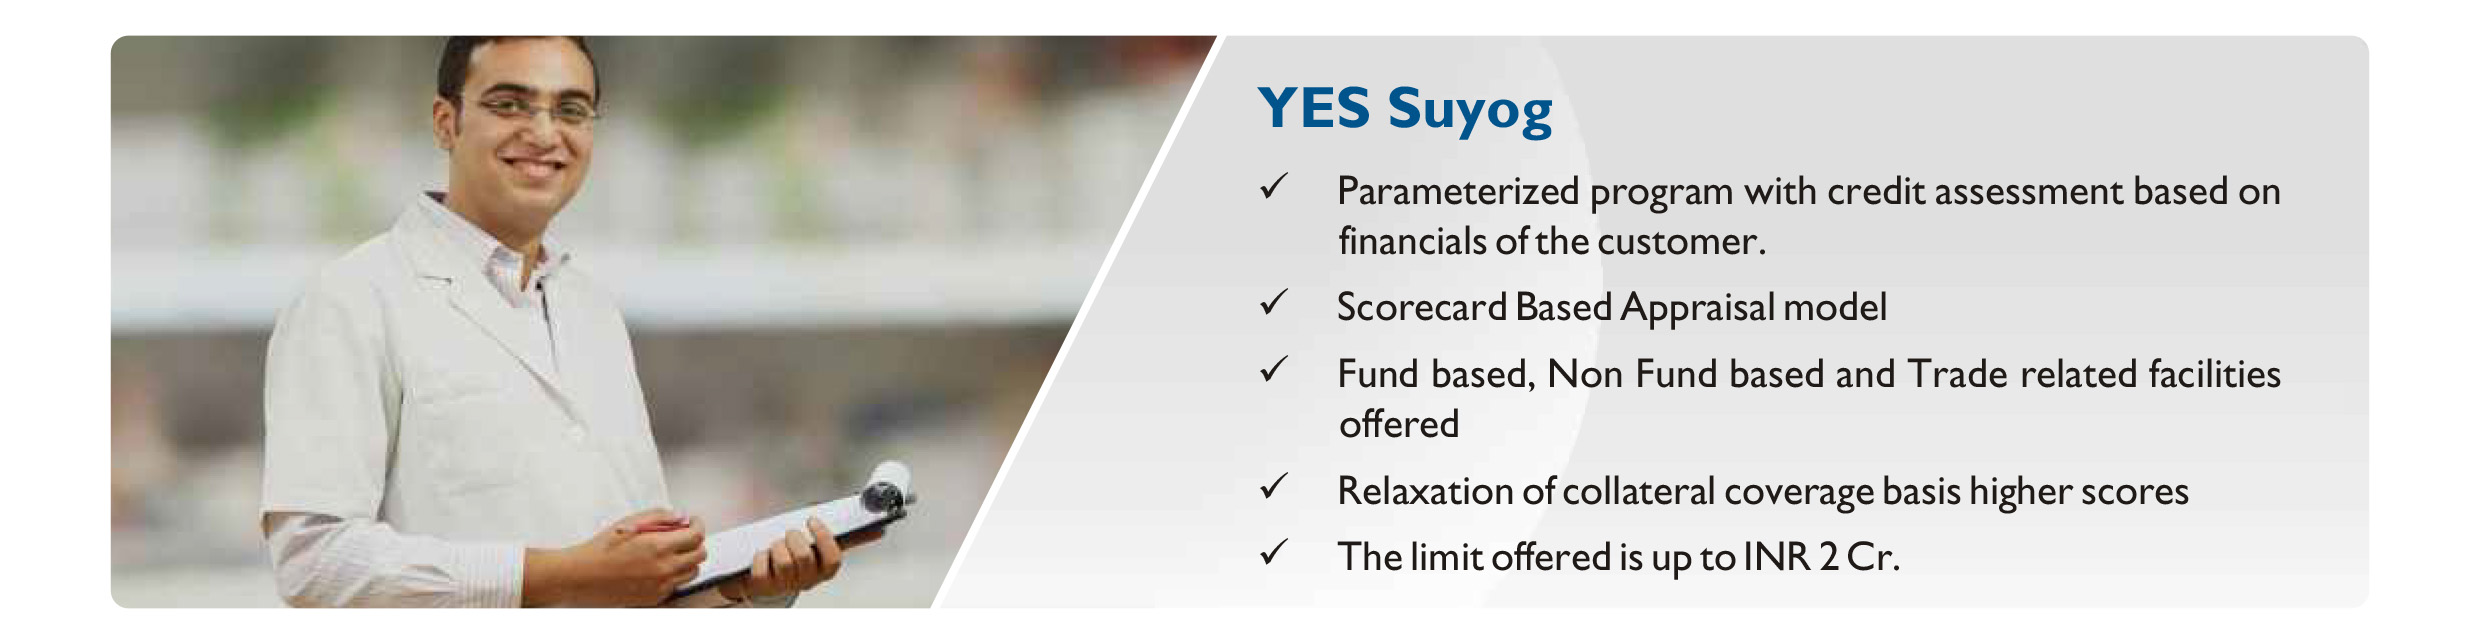 YES Suyog
✓ Parameterized program with credit assessment based on
financials of the customer.
✓ Scorecard Based Appraisal model
✓ Fund based, Non Fund based and Trade related facilities
offered
✓ Relaxation of collateral coverage basis higher scores
✓ The limit offered is up to INR 2 Cr.